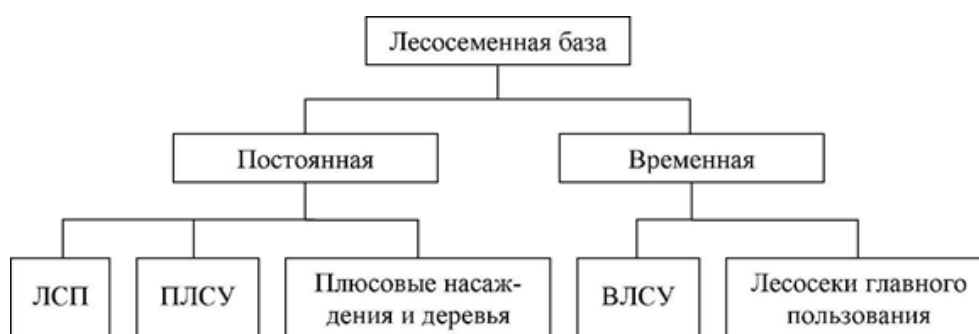 Лесосеменная база
Постоянная
Временная
ЛСП
ПЛСУ
Плюсовые насаж-
дения и деревья
ВЛСУ
Лесосеки главного
пользования